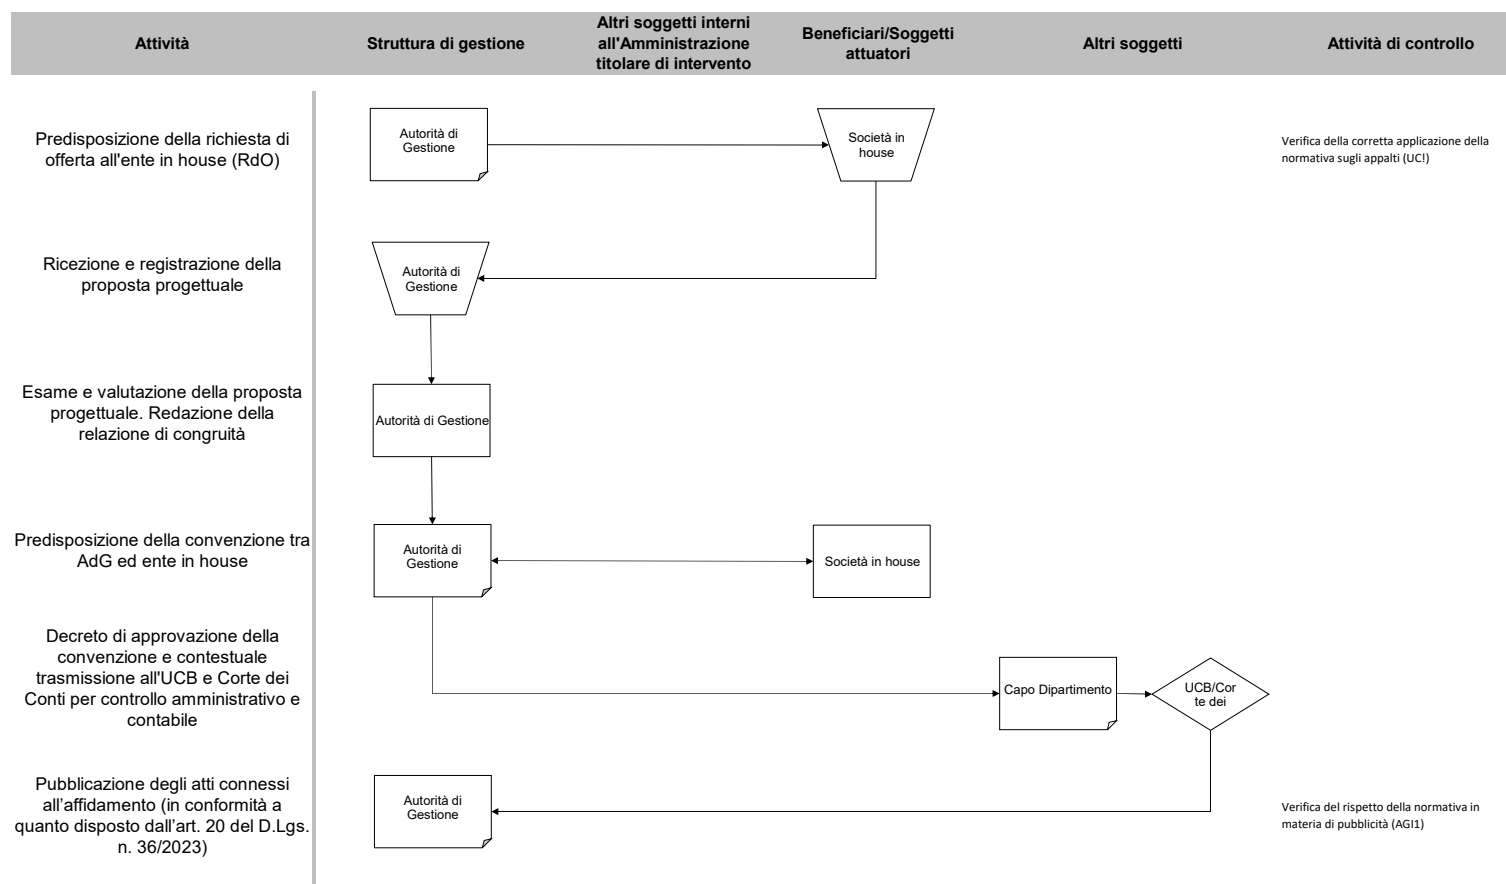 Attività
Struttura di gestione
Altri soggetti interni
all'Amministrazione
titolare di intervento
Beneficiari/Soggetti
attuatori
Altri soggetti
Attività di controllo
Predisposizione della richiesta di
offerta all'ente in house (RdO)
Autorità di
Gestione
Società in
house
Verifica della corretta applicazione della
normativa sugli appalti (UC!)
Ricezione e registrazione della
proposta progettuale
Autorità di
Gestione
Esame e valutazione della proposta
progettuale. Redazione della
relazione di congruità
Autorità di Gestione
Predisposizione della convenzione tra
AdG ed ente in house
Autorità di
Gestione
Società in house
Decreto di approvazione della
convenzione e contestuale
trasmissione all'UCB e Corte dei
Conti per controllo amministrativo e
contabile
Capo Dipartimento
UCB/Cor
te dei
Pubblicazione degli atti connessi
all’affidamento (in conformità a
quanto disposto dall’art. 20 del D.Lgs.
n. 36/2023)
Autorità di
Gestione
Verifica del rispetto della normativa in
materia di pubblicità (AGI1)